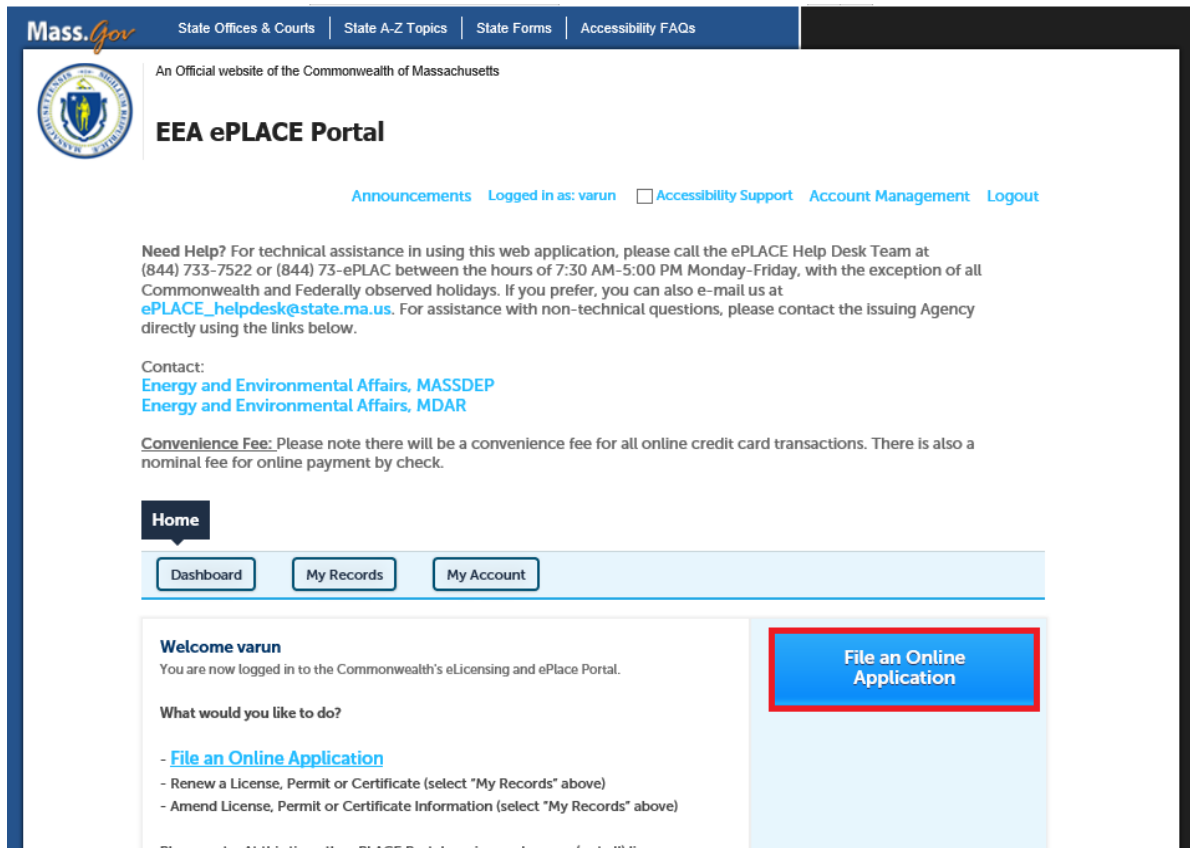 Mass.Gov
State Offices & Courts State A-Z Topics State Forms Accessibility FAQs
An Official website of the Commonwealth of Massachusetts
EEA ePLACE Portal
Announcements Logged in as: varun Accessibility Support Account Management Logout
Need Help? For technical assistance in using this web application, please call the ePLACE Help Desk Team at
(844) 733-7522 or (844) 73-ePLAC between the hours of 7:30 AM-5:00 PM Monday-Friday, with the exception of all
Commonwealth and Federally observed holidays. If you prefer, you can also e-mail us at
ePLACE_helpdesk@state.ma.us. For assistance with non-technical questions, please contact the issuing Agency
directly using the links below.
Contact:
Energy and Environmental Affairs, MASSDEP
Energy and Environmental Affairs, MDAR
Convenience Fee: Please note there will be a convenience fee for all online credit card transactions. There is also a
nominal fee for online payment by check.
Home
Dashboard My Records My Account
Welcome varun
You are now logged in to the Commonwealth's eLicensing and ePlace Portal.
What would you like to do?
- File an Online Application
- Renew a License, Permit or Certificate (select "My Records" above)
- Amend License, Permit or Certificate Information (select "My Records" above)
File an Online
Application